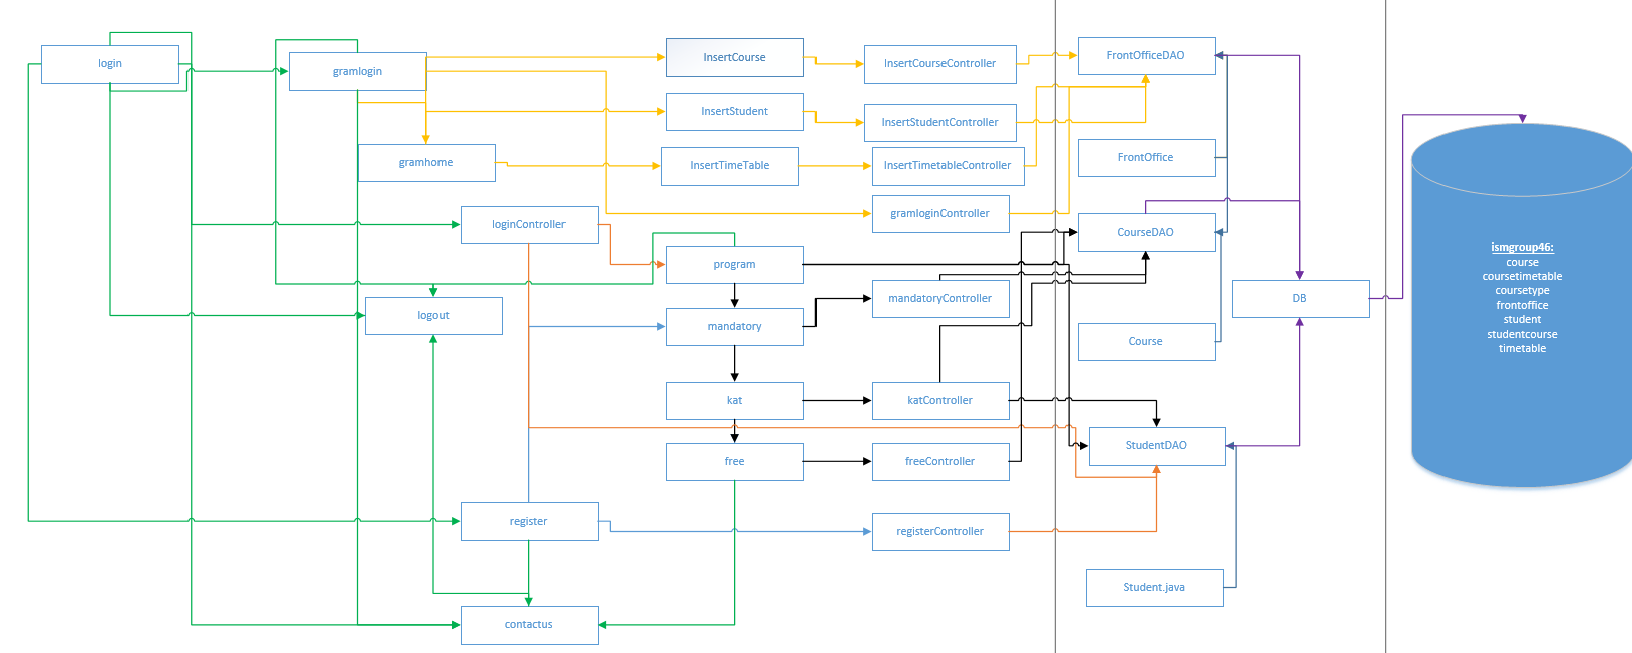 login
gramlogin
InsertCourse
InsertCourseController
FrontOfficeDAO
InsertStudent
InsertStudentController
gramhome
InsertTimeTable
InsertTimetableController
FrontOffice
loginController
gramloginController
CourseDAO
program
mandatoryController
DB
logout
mandatory
Course
kat
katController
StudentDAO
free
freeController
register
registerController
Student.java
contactus
ismgroup46:
course
coursetimetable
coursetype
frontoffice
student
studentcourse
timetable